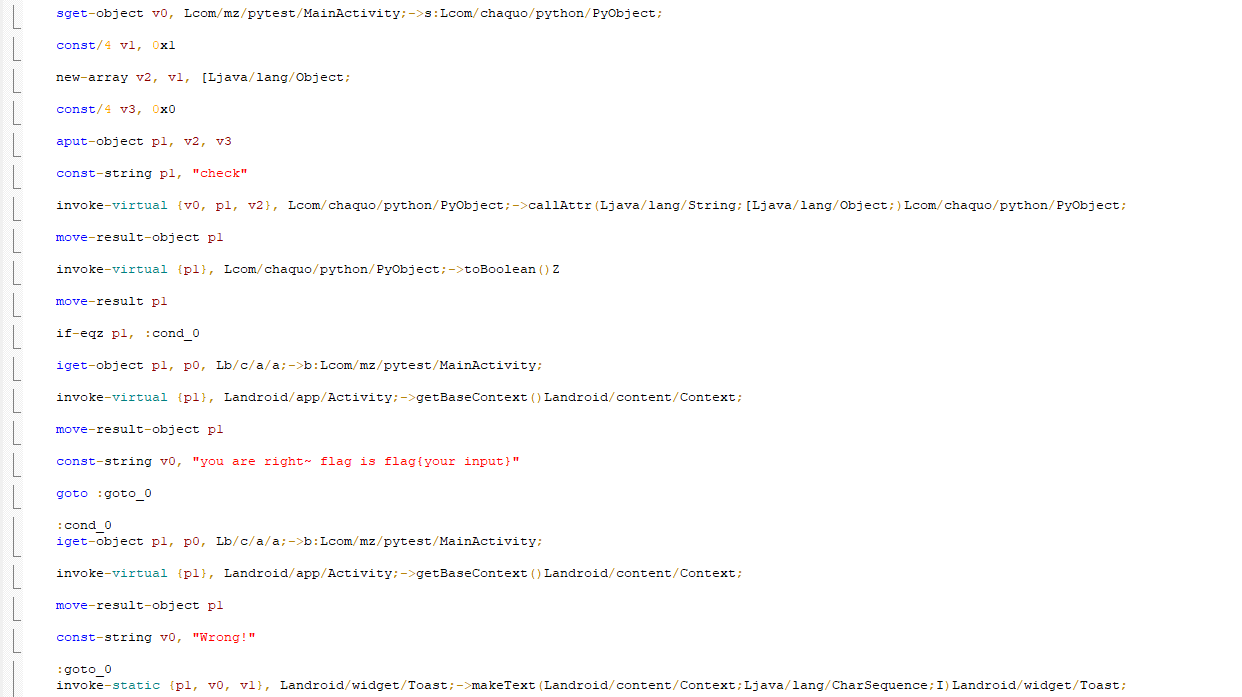 sget-object v0, Lcom/mz/pytest/MainActivity;->s:Lcom/chaquo/python/PyObject;
const/4 v1, 0x1
new-array v2, v1, [Ljava/lang/Object;
const/4 v3, 0x0
aput-object p1, v2, v3
const-string p1, "check"
invoke-virtual {v0, p1, v2}, Lcom/chaquo/python/PyObject;->callAttr(Ljava/lang/String;[Ljava/lang/Object;)Lcom/chaquo/python/PyObject;
move-result-object p1
invoke-virtual {p1}, Lcom/chaquo/python/PyObject;->toBoolean()Z
move-result p1
if-eqz p1, :cond_0
iget-object p1, p0, Lb/c/a/a;->b:Lcom/mz/pytest/MainActivity;
invoke-virtual {p1}, Landroid/app/Activity;->getBaseContext()Landroid/content/Context;
move-result-object p1
const-string v0, "you are right~ flag is flag{your input}"
goto :goto_0
:cond_0
iget-object p1, p0, Lb/c/a/a;->b:Lcom/mz/pytest/MainActivity;
invoke-virtual {p1}, Landroid/app/Activity;->getBaseContext()Landroid/content/Context;
move-result-object p1
const-string v0, "Wrong!"
:goto_0
invoke-static {p1, v0, v1}, Landroid/widget/Toast;->makeText(Landroid/content/Context;Ljava/lang/CharSequence;I)Landroid/widget/Toast;